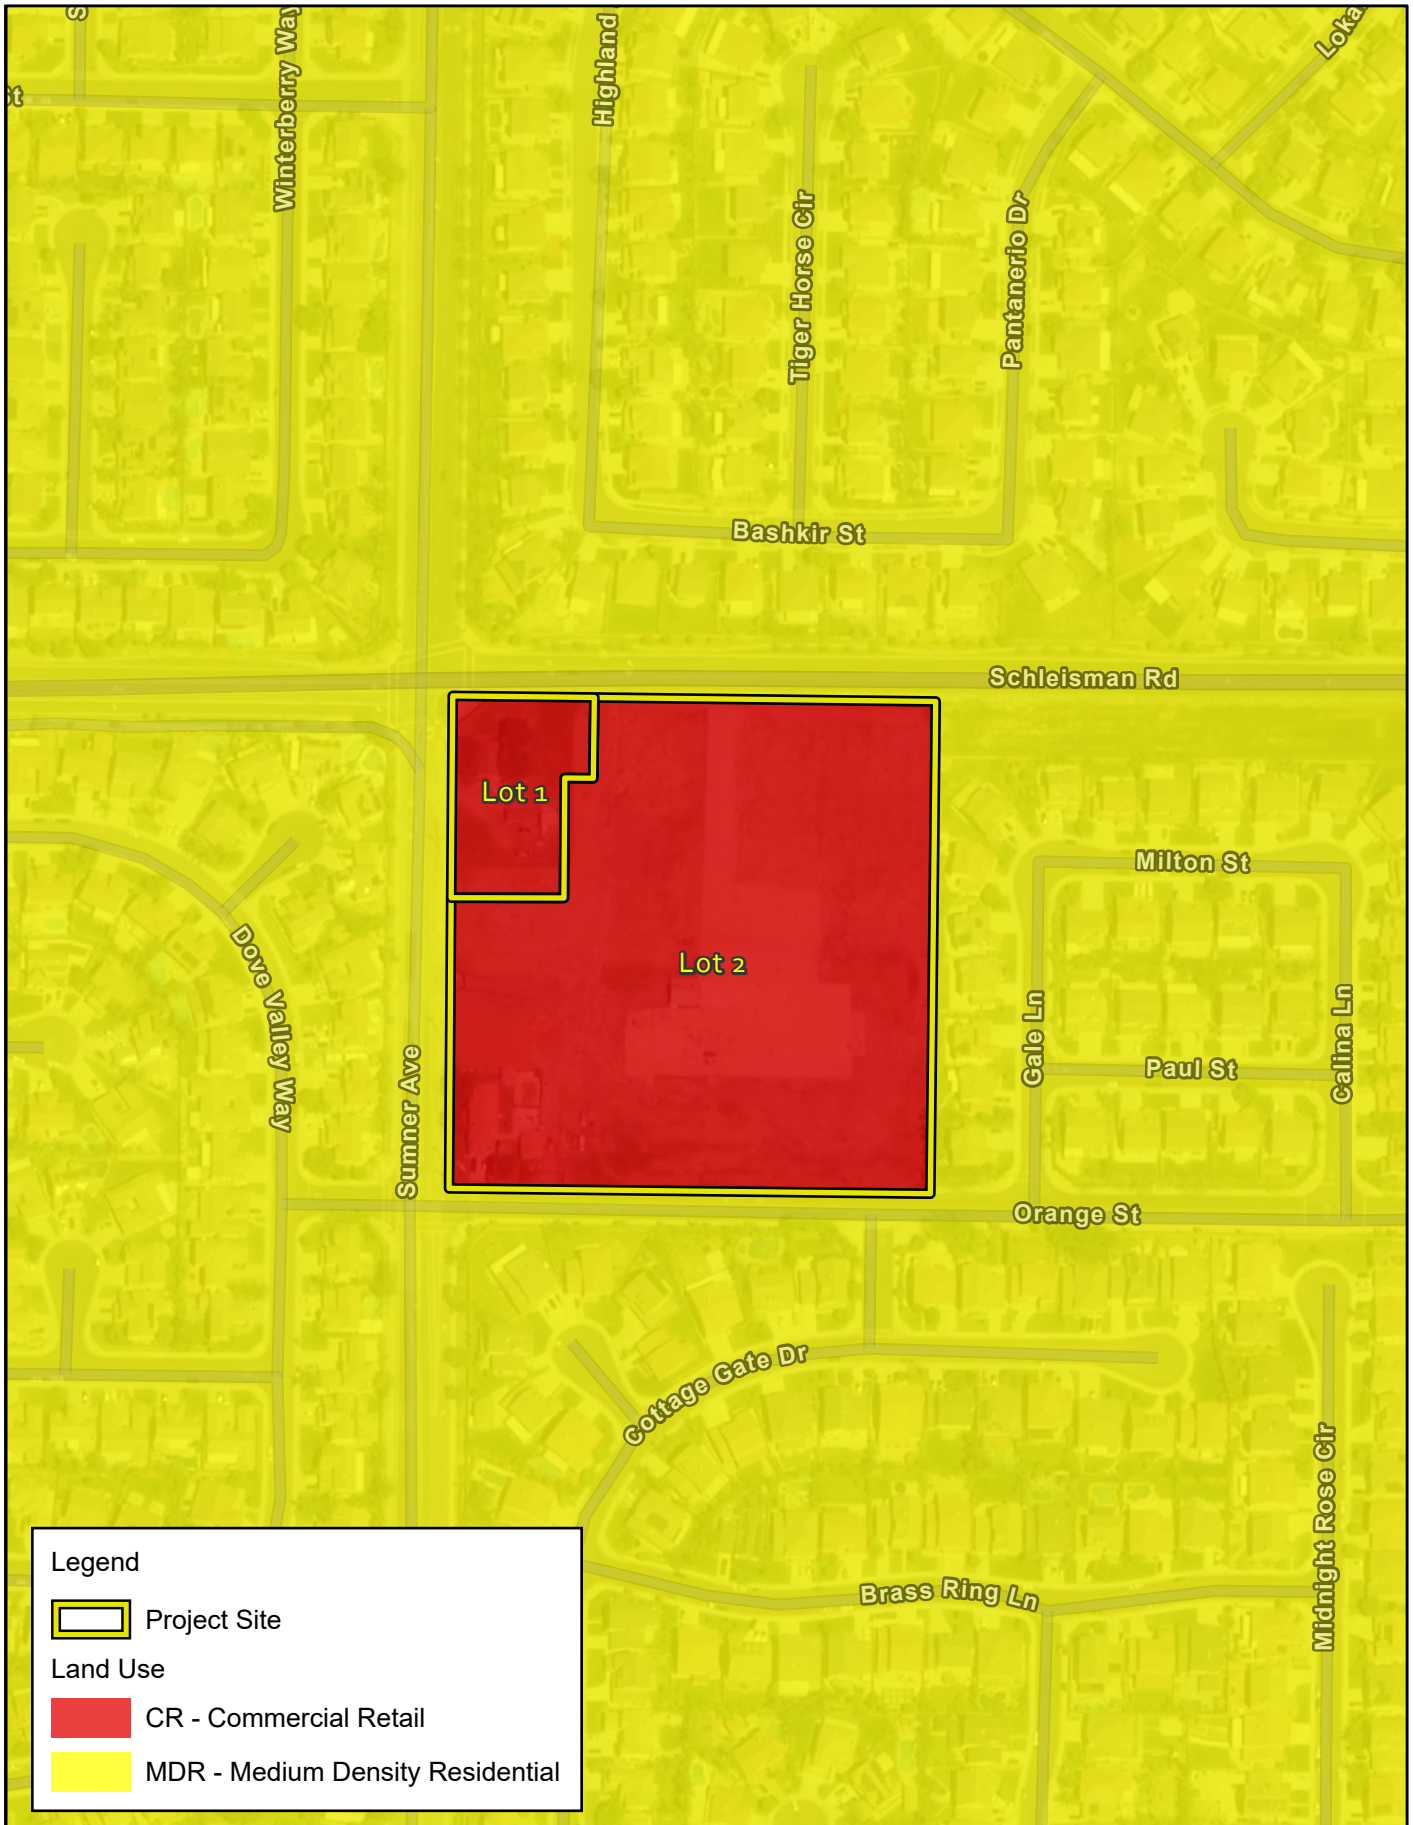 S
Winterberry Way
Highland
Loka
St
Tiger Horse Cir
Pantanerio Dr
Bashkir St
Schleisman Rd
Lot 1
Milton St
Dove Valley Way
Lot 2
Gale Ln
Calina Ln
Sumner Ave
Paul St
Orange St
Cottage Gate Dr
Midnight Rose Cir
Brass Ring Ln
Legend
Project Site
Land Use
CR - Commercial Retail
MDR - Medium Density Residential